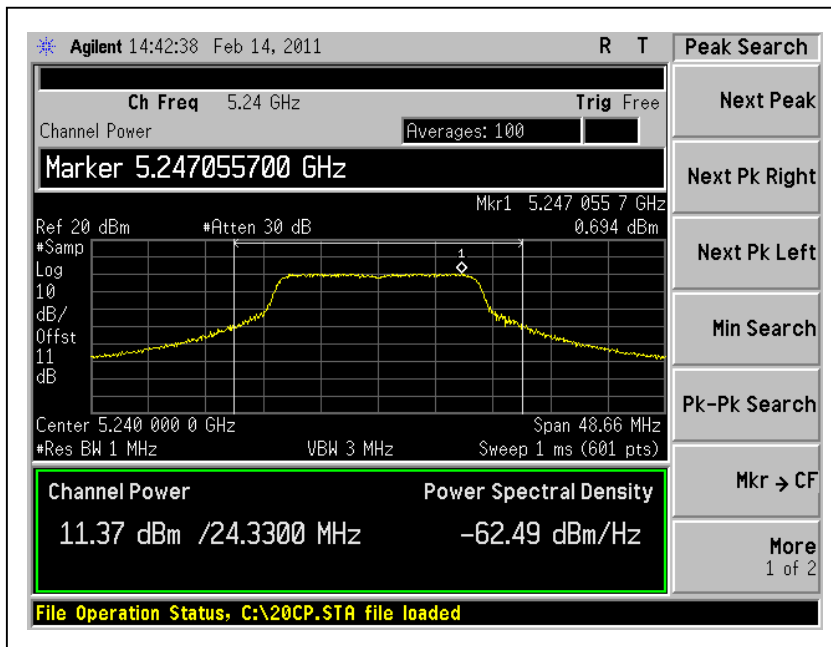 Agilent 14:42:38 Feb 14, 2011 R T
Peak Search
Ch Freq 5.24 GHz Trig Free
Channel Power Averages: 100
Marker 5.247055700 GHz
Mkr1 5.247 055 7 GHz
Ref 20 dBm #Atten 30 dB 0.694 dBm
#Samp
Log
10
dB/
Offst
11
dB
1
Center 5.240 000 0 GHz Span 48.66 MHz
#Res BW 1 MHz VBW 3 MHz Sweep 1 ms (601 pts)
Channel Power Power Spectral Density
11.37 dBm /24.3300 MHz -62.49 dBm/Hz
File Operation Status, C:\20CP.STA file loaded
Next Peak
Next Pk Right
Next Pk Left
Min Search
Pk-Pk Search
Mkr → CF
More
1 of 2